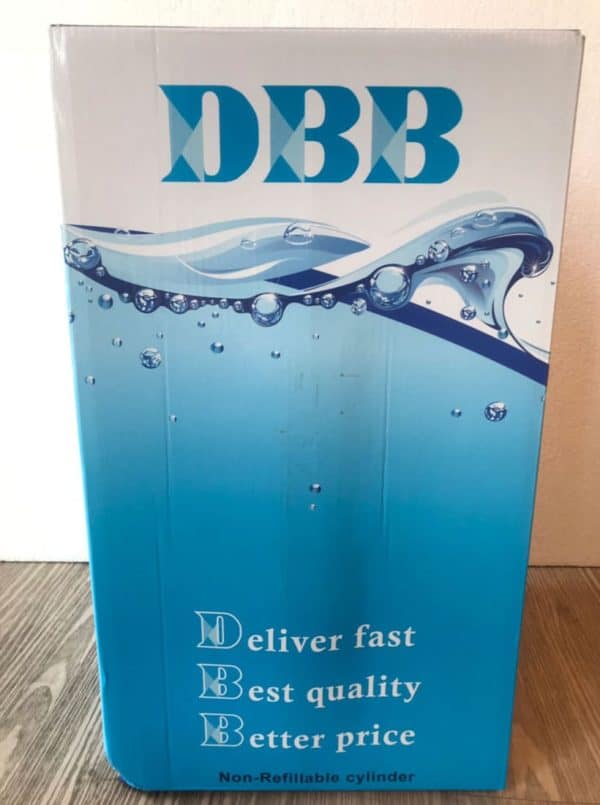 DBB
Deliver fast
Best quality
Better price
Non-Refillable cylinder